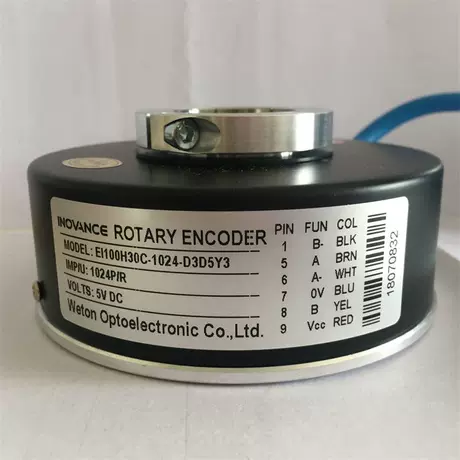 INOVANCE ROTARY ENCODER
MODEL: EI100H30C-1024-D3D5Y3
IMP/U: 1024P/R
VOLTS: 5V DC
Weton Optoelectronic Co.,Ltd.
PIN FUN COL
1 B- BLK
5 A BRN
6 A- WHT
7 0V BLU
8 B YEL
9 Vcc RED
18070832